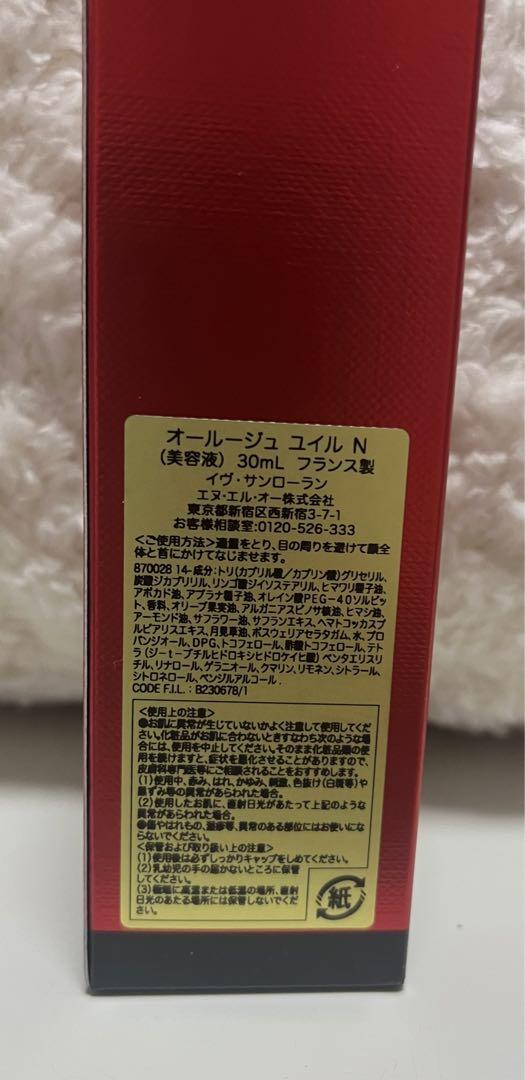 オールージュ ユイル N
(美容液) 30mL フランス製
イヴ・サンローラン
エヌ・エル・オー株式会社
東京都新宿区西新宿3-7-1
お客様相談室:0120-526-333
<ご使用方法>適量をとり、目の周りを避けて顔全
体と首にかけてなじませます。
870028 14-成分:トリ(カプリル酸/カプリン酸)グリセリル、
炭酸ジカプリリル、リンゴ酸ジイソステアリル、ヒマワリ種子油、
アボカド油、アブラナ種子油、オレイン酸PEG-40ソルビッ
ト、香料、オリーブ果実油、アルガニアスピノサ核油、ヒマシ油、
アーモンド油、サフラワー油、サフランエキス、ヘマトコッカスプ
ルビアリスエキス、月見草油、ボスウェリアセラタガム、水、プロ
パンジオール、DPG、トコフェロール、酢酸トコフェロール、テト
ラ(ジ-t-ブチルヒドロキシヒドロケイヒ酸)ペンタエリスリ
チル、リナロール、ゲラニオール、クマリン、リモネン、シトラール、
シトロネロール、ベンジルアルコール.
CODE F.I.L. : B230678/1
<使用上の注意>
●お肌に異常が生じていないかよく注意して使用してくだ
さい。化粧品がお肌に合わないときすなわち次のような場
合には、使用を中止してください。そのまま化粧品類の使
用を続けますと、症状を悪化させることがありますので、
皮膚科専門医等にご相談されることをおすすめします。
(1)使用中、赤み、はれ、かゆみ、刺激、色抜け(白斑等)や
黒ずみ等の異常があらわれた場合。
(2)使用したお肌に、直射日光があたって上記のような
異常があらわれた場合。
●傷やはれもの、湿疹等、異常のある部位にはお使いにな
らないでください。
<保管および取り扱い上の注意>
(1)使用後は必ずしっかりキャップをしめてください。
(2)乳幼児の手の届かないところに保管
してください。
(3)極端に高温または低温の場所、直射
日光のあたる場所には保管しないでくだ
さい。
紙